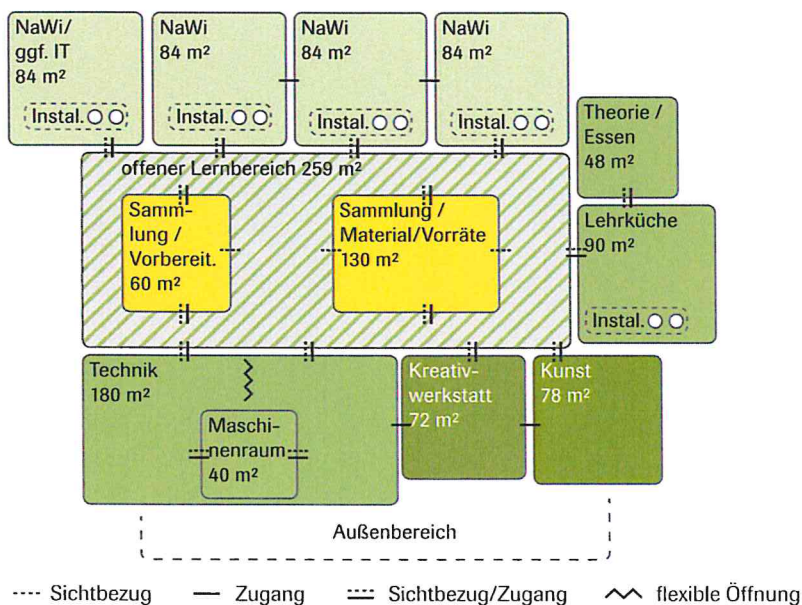 NaWi/
ggf. IT
84 m²
Instal.
NaWi
84 m²
Instal.
NaWi
84 m²
Instal.
NaWi
84 m²
Instal.
Theorie /
Essen
48 m²
offener Lernbereich 259 m²
Samm-
lung /
Vorbereit.
60 m²
Sammlung /
Material/Vorräte
130 m²
Lehrküche
90 m²
Instal.
Technik
180 m²
Maschi-
nenraum
40 m²
Kreativ-
werkstatt
72 m²
Kunst
78 m²
Außenbereich
Sichtbezug
Zugang
Sichtbezug/Zugang
flexible Öffnung